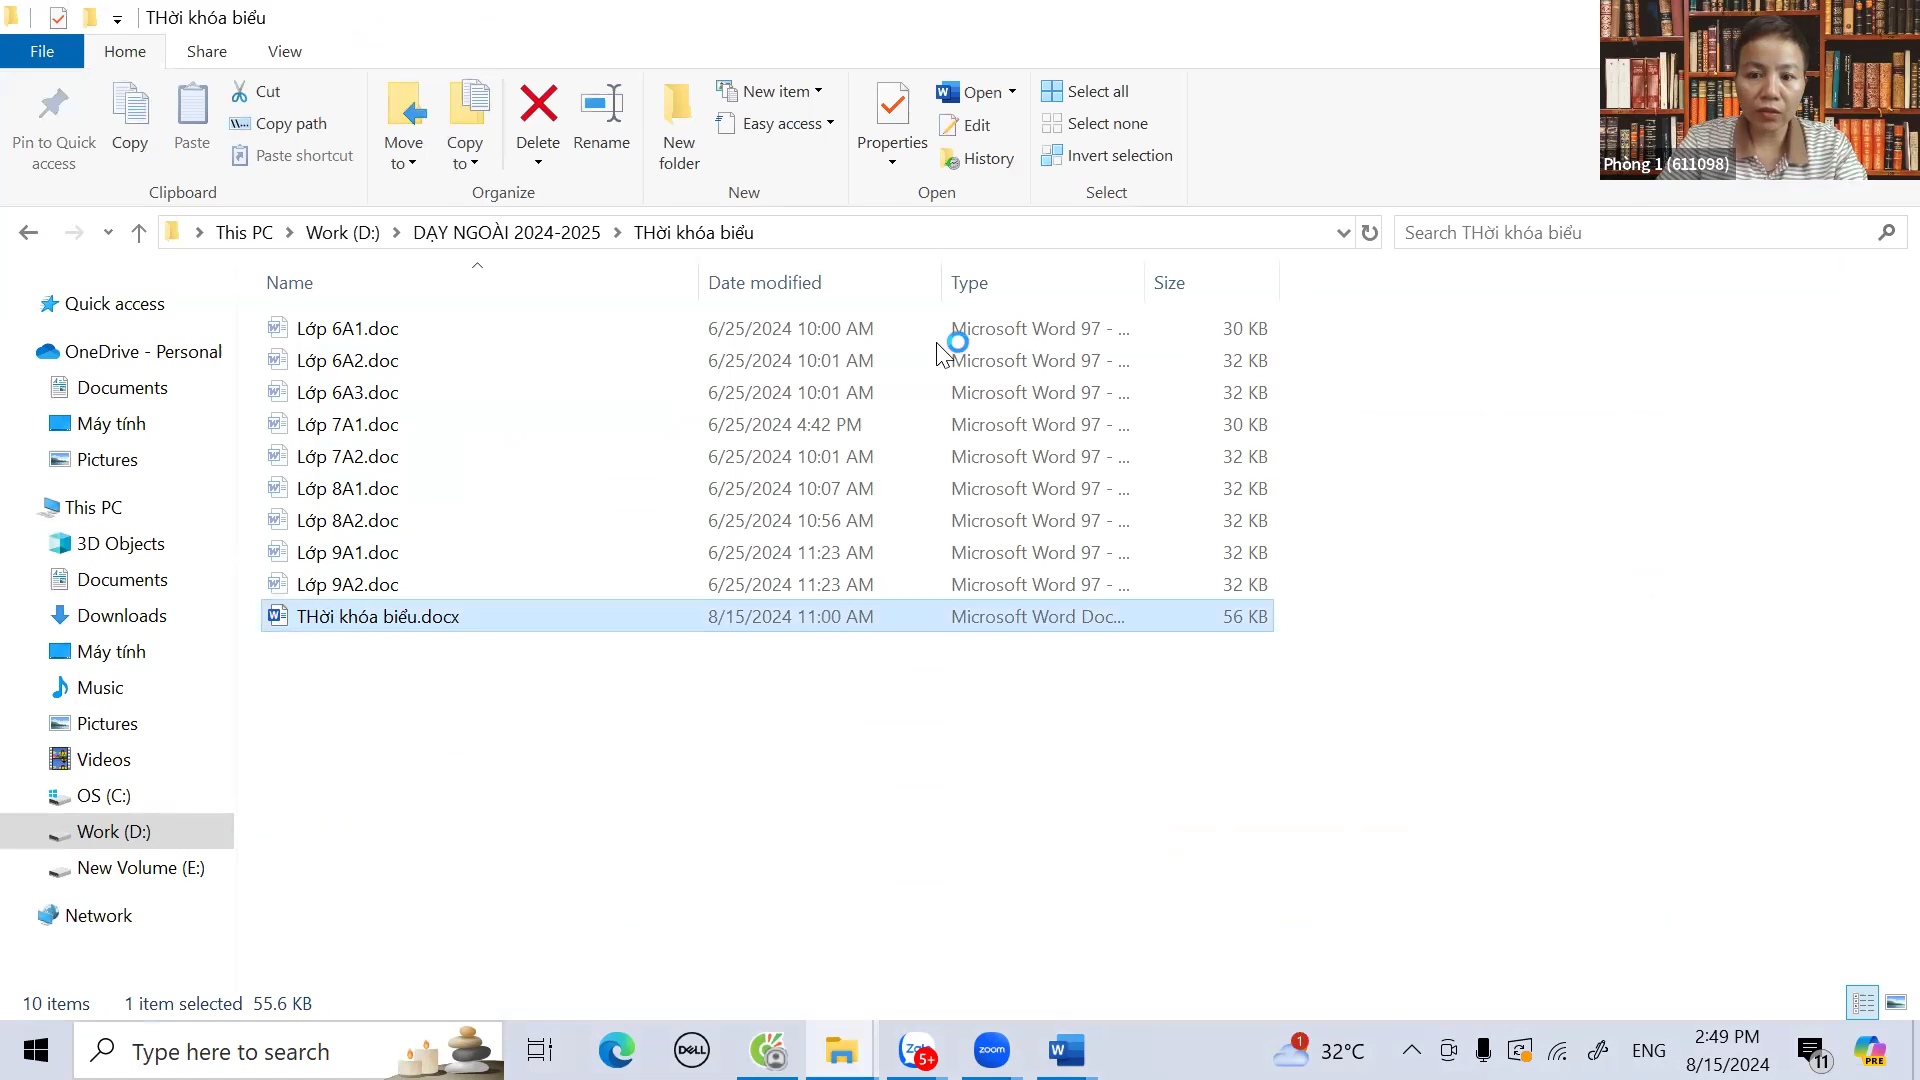 THời khóa biểu
File
Home
Share
View
Pin to Quick access
Copy
Paste
Cut
Copy path
Paste shortcut
Clipboard
Move to
Copy to
Delete
Rename
Organize
New folder
New item
Easy access
New
Properties
Open
Edit
History
Open
Select all
Select none
Invert selection
Select
Phòng 1 (611098)
This PC
Work (D:)
DẠY NGOÀI 2024-2025
THời khóa biểu
Search THời khóa biểu
Name Date modified Type Size
Lớp 6A1.doc 6/25/2024 10:00 AM Microsoft Word 97 - ... 30 KB
Lớp 6A2.doc 6/25/2024 10:01 AM Microsoft Word 97 - ... 32 KB
Lớp 6A3.doc 6/25/2024 10:01 AM Microsoft Word 97 - ... 32 KB
Lớp 7A1.doc 6/25/2024 4:42 PM Microsoft Word 97 - ... 30 KB
Lớp 7A2.doc 6/25/2024 10:01 AM Microsoft Word 97 - ... 32 KB
Lớp 8A1.doc 6/25/2024 10:07 AM Microsoft Word 97 - ... 32 KB
Lớp 8A2.doc 6/25/2024 10:56 AM Microsoft Word 97 - ... 32 KB
Lớp 9A1.doc 6/25/2024 11:23 AM Microsoft Word 97 - ... 32 KB
Lớp 9A2.doc 6/25/2024 11:23 AM Microsoft Word 97 - ... 32 KB
THời khóa biểu.docx 8/15/2024 11:00 AM Microsoft Word Doc... 56 KB
Quick access
OneDrive - Personal
Documents
Máy tính
Pictures
This PC
3D Objects
Documents
Downloads
Máy tính
Music
Pictures
Videos
OS (C:)
Work (D:)
New Volume (E:)
Network
10 items 1 item selected 55.6 KB
Type here to search
DELL
5+
zoom
W
1
32°C
ENG
2:49 PM
8/15/2024
11
PRE